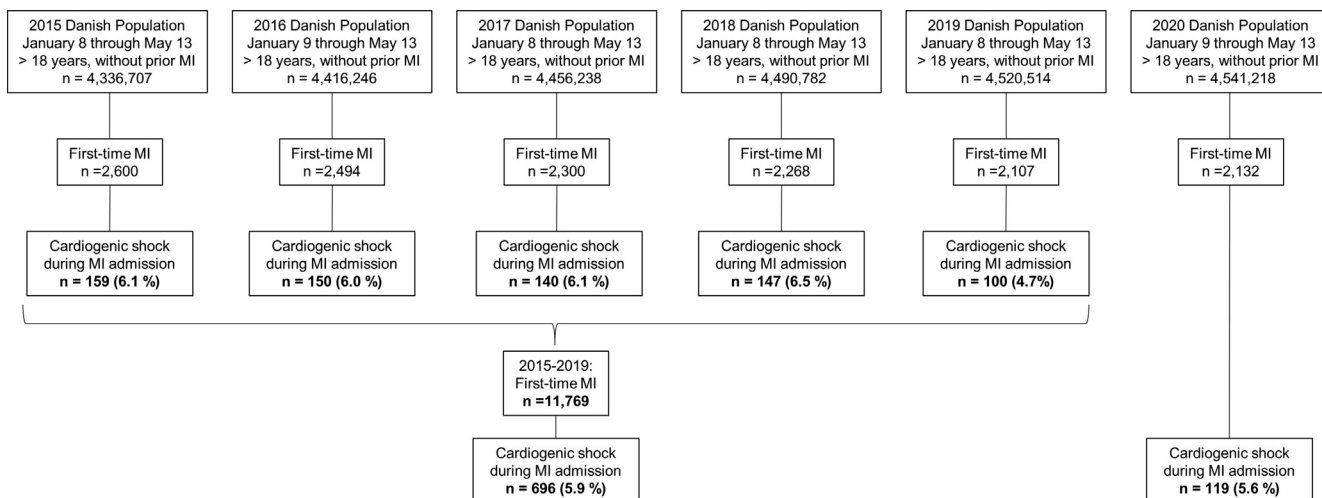 2015 Danish Population
January 8 through May 13
> 18 years, without prior MI
n = 4,336,707
2016 Danish Population
January 9 through May 13
> 18 years, without prior MI
n = 4,416,246
2017 Danish Population
January 8 through May 13
> 18 years, without prior MI
n = 4,456,238
2018 Danish Population
January 8 through May 13
> 18 years, without prior MI
n = 4,490,782
2019 Danish Population
January 8 through May 13
> 18 years, without prior MI
n = 4,520,514
2020 Danish Population
January 9 through May 13
> 18 years, without prior MI
n = 4,541,218
First-time MI
n =2,600
First-time MI
n =2,494
First-time MI
n =2,300
First-time MI
n =2,268
First-time MI
n =2,107
First-time MI
n =2,132
Cardiogenic shock
during MI admission
n = 159 (6.1 %)
Cardiogenic shock
during MI admission
n = 150 (6.0 %)
Cardiogenic shock
during MI admission
n = 140 (6.1 %)
Cardiogenic shock
during MI admission
n = 147 (6.5 %)
Cardiogenic shock
during MI admission
n = 100 (4.7%)
2015-2019:
First-time MI
n =11,769
Cardiogenic shock
during MI admission
n = 696 (5.9 %)
Cardiogenic shock
during MI admission
n = 119 (5.6 %)